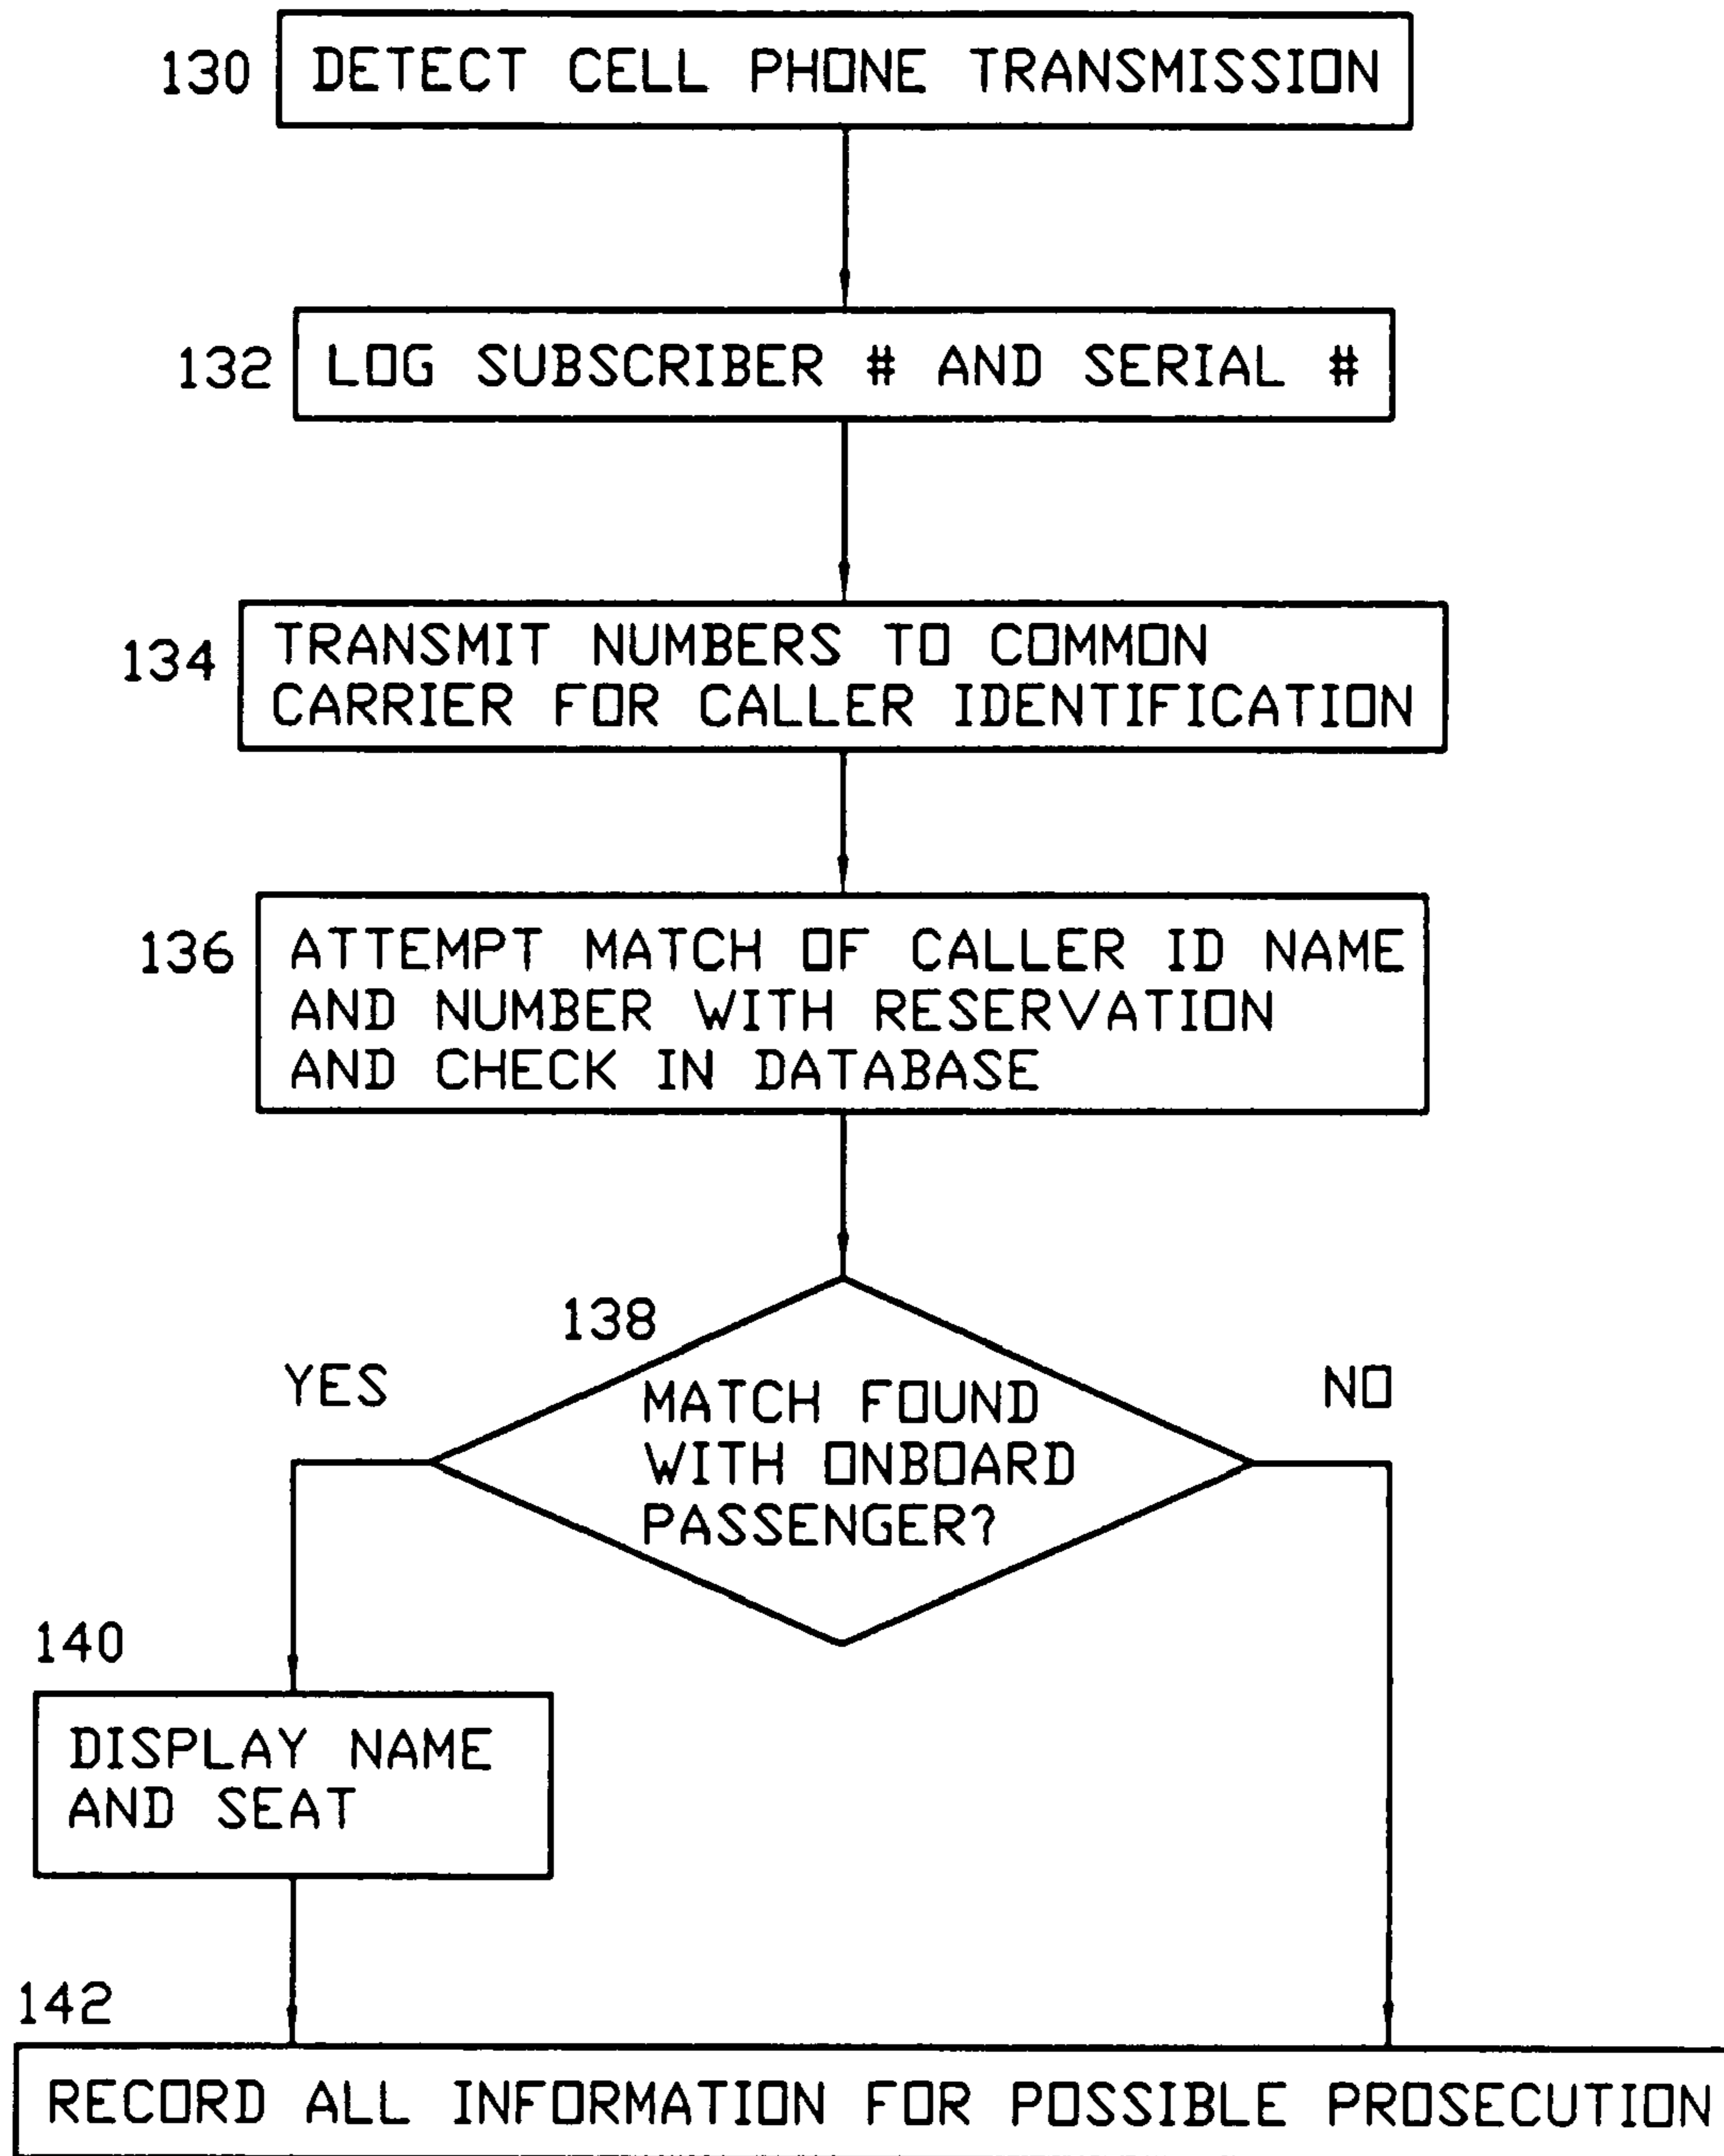 130
DETECT CELL PHONE TRANSMISSION
132
LOG SUBSCRIBER # AND SERIAL #
134
TRANSMIT NUMBERS TO COMMON
CARRIER FOR CALLER IDENTIFICATION
136
ATTEMPT MATCH OF CALLER ID NAME
AND NUMBER WITH RESERVATION
AND CHECK IN DATABASE
138
YES
NO
MATCH FOUND
WITH ONBOARD
PASSENGER?
140
DISPLAY NAME
AND SEAT
142
RECORD ALL INFORMATION FOR POSSIBLE PROSECUTION